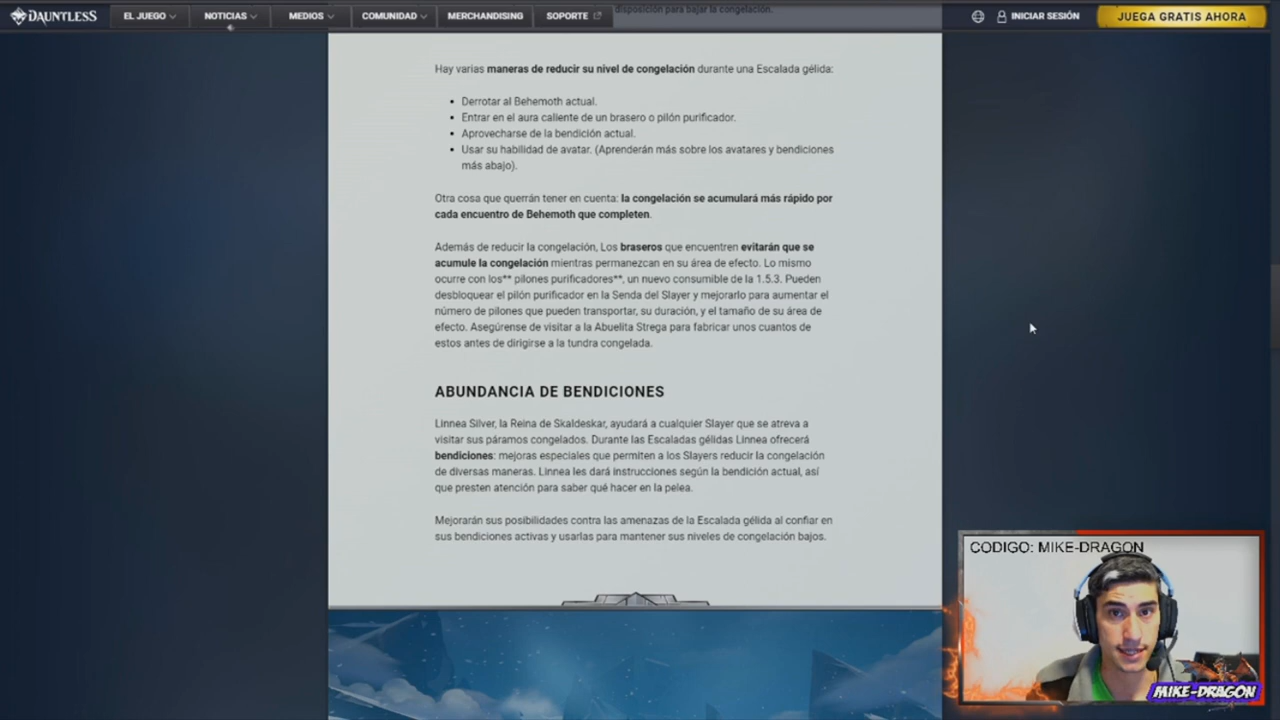 DAUNTLESS
EL JUEGO
NOTICIAS
MEDIOS
COMUNIDAD
MERCHANDISING
SOPORTE
disposición para bajar la congelación.
INICIAR SESIÓN
JUEGA GRATIS AHORA
Hay varias maneras de reducir su nivel de congelación durante una Escalada gélida:
• Derrotar al Behemoth actual.
• Entrar en el aura caliente de un brasero o pilón purificador.
• Aprovecharse de la bendición actual.
• Usar su habilidad de avatar. (Aprenderán más sobre los avatares y bendiciones
más abajo).
Otra cosa que querrán tener en cuenta: la congelación se acumulará más rápido por
cada encuentro de Behemoth que completen.
Además de reducir la congelación, Los braseros que encuentren evitarán que se
acumule la congelación mientras permanezcan en su área de efecto. Lo mismo
ocurre con los** pilones purificadores**, un nuevo consumible de la 1.5.3. Pueden
desbloquear el pilón purificador en la Senda del Slayer y mejorarlo para aumentar el
número de pilones que pueden transportar, su duración, y el tamaño de su área de
efecto. Asegúrense de visitar a la Abuelita Strega para fabricar unos cuantos de
estos antes de dirigirse a la tundra congelada.
ABUNDANCIA DE BENDICIONES
Linnea Silver, la Reina de Skaldeskar, ayudará a cualquier Slayer que se atreva a
visitar sus páramos congelados. Durante las Escaladas gélidas Linnea ofrecerá
bendiciones: mejoras especiales que permiten a los Slayers reducir la congelación
de diversas maneras. Linnea les dará instrucciones según la bendición actual, así
que presten atención para saber qué hacer en la pelea.
Mejorarán sus posibilidades contra las amenazas de la Escalada gélida al confiar en
sus bendiciones activas y usarlas para mantener sus niveles de congelación bajos.
CODIGO: MIKE-DRAGON
MIKE-DRAGON